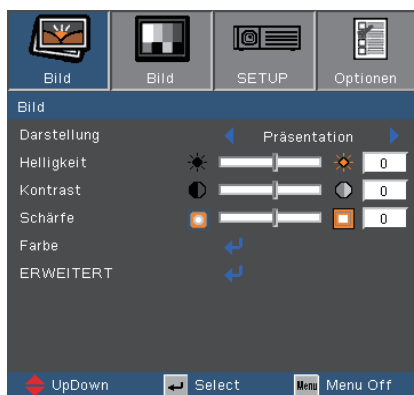 Bild Bild SETUP Optionen
Bild
Darstellung Präsentation
Helligkeit 0
Kontrast 0
Schärfe 0
Farbe
ERWEITERT
UpDown Select Menu Menu Off